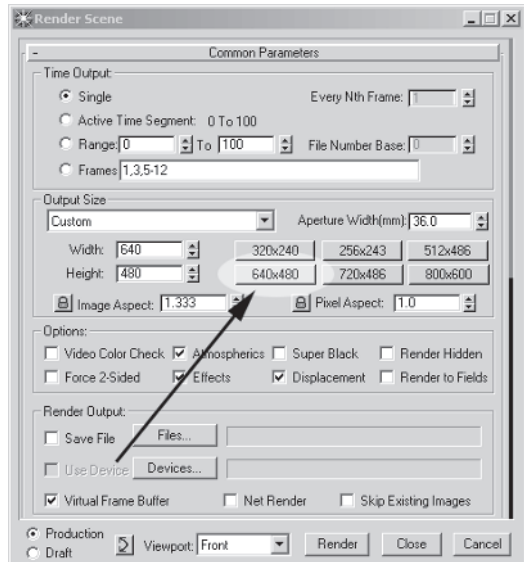 Render Scene
- Common Parameters
Time Output:
Single Every Nth Frame: 1
Active Time Segment: 0 To 100
Range: 0 To 100 File Number Base: 0
Frames 1,3,5-12
Output Size
Custom Aperture Width(mm): 36.0
Width: 640 320x240 256x243 512x486
Height: 480 640x480 720x486 800x600
Image Aspect: 1.333 Pixel Aspect: 1.0
Options:
Video Color Check Atmospherics Super Black Render Hidden
Force 2-Sided Effects Displacement Render to Fields
Render Output:
Save File Files...
Use Device Devices...
Virtual Frame Buffer Net Render Skip Existing Images
Production
Draft Viewport: Front Render Close Cancel